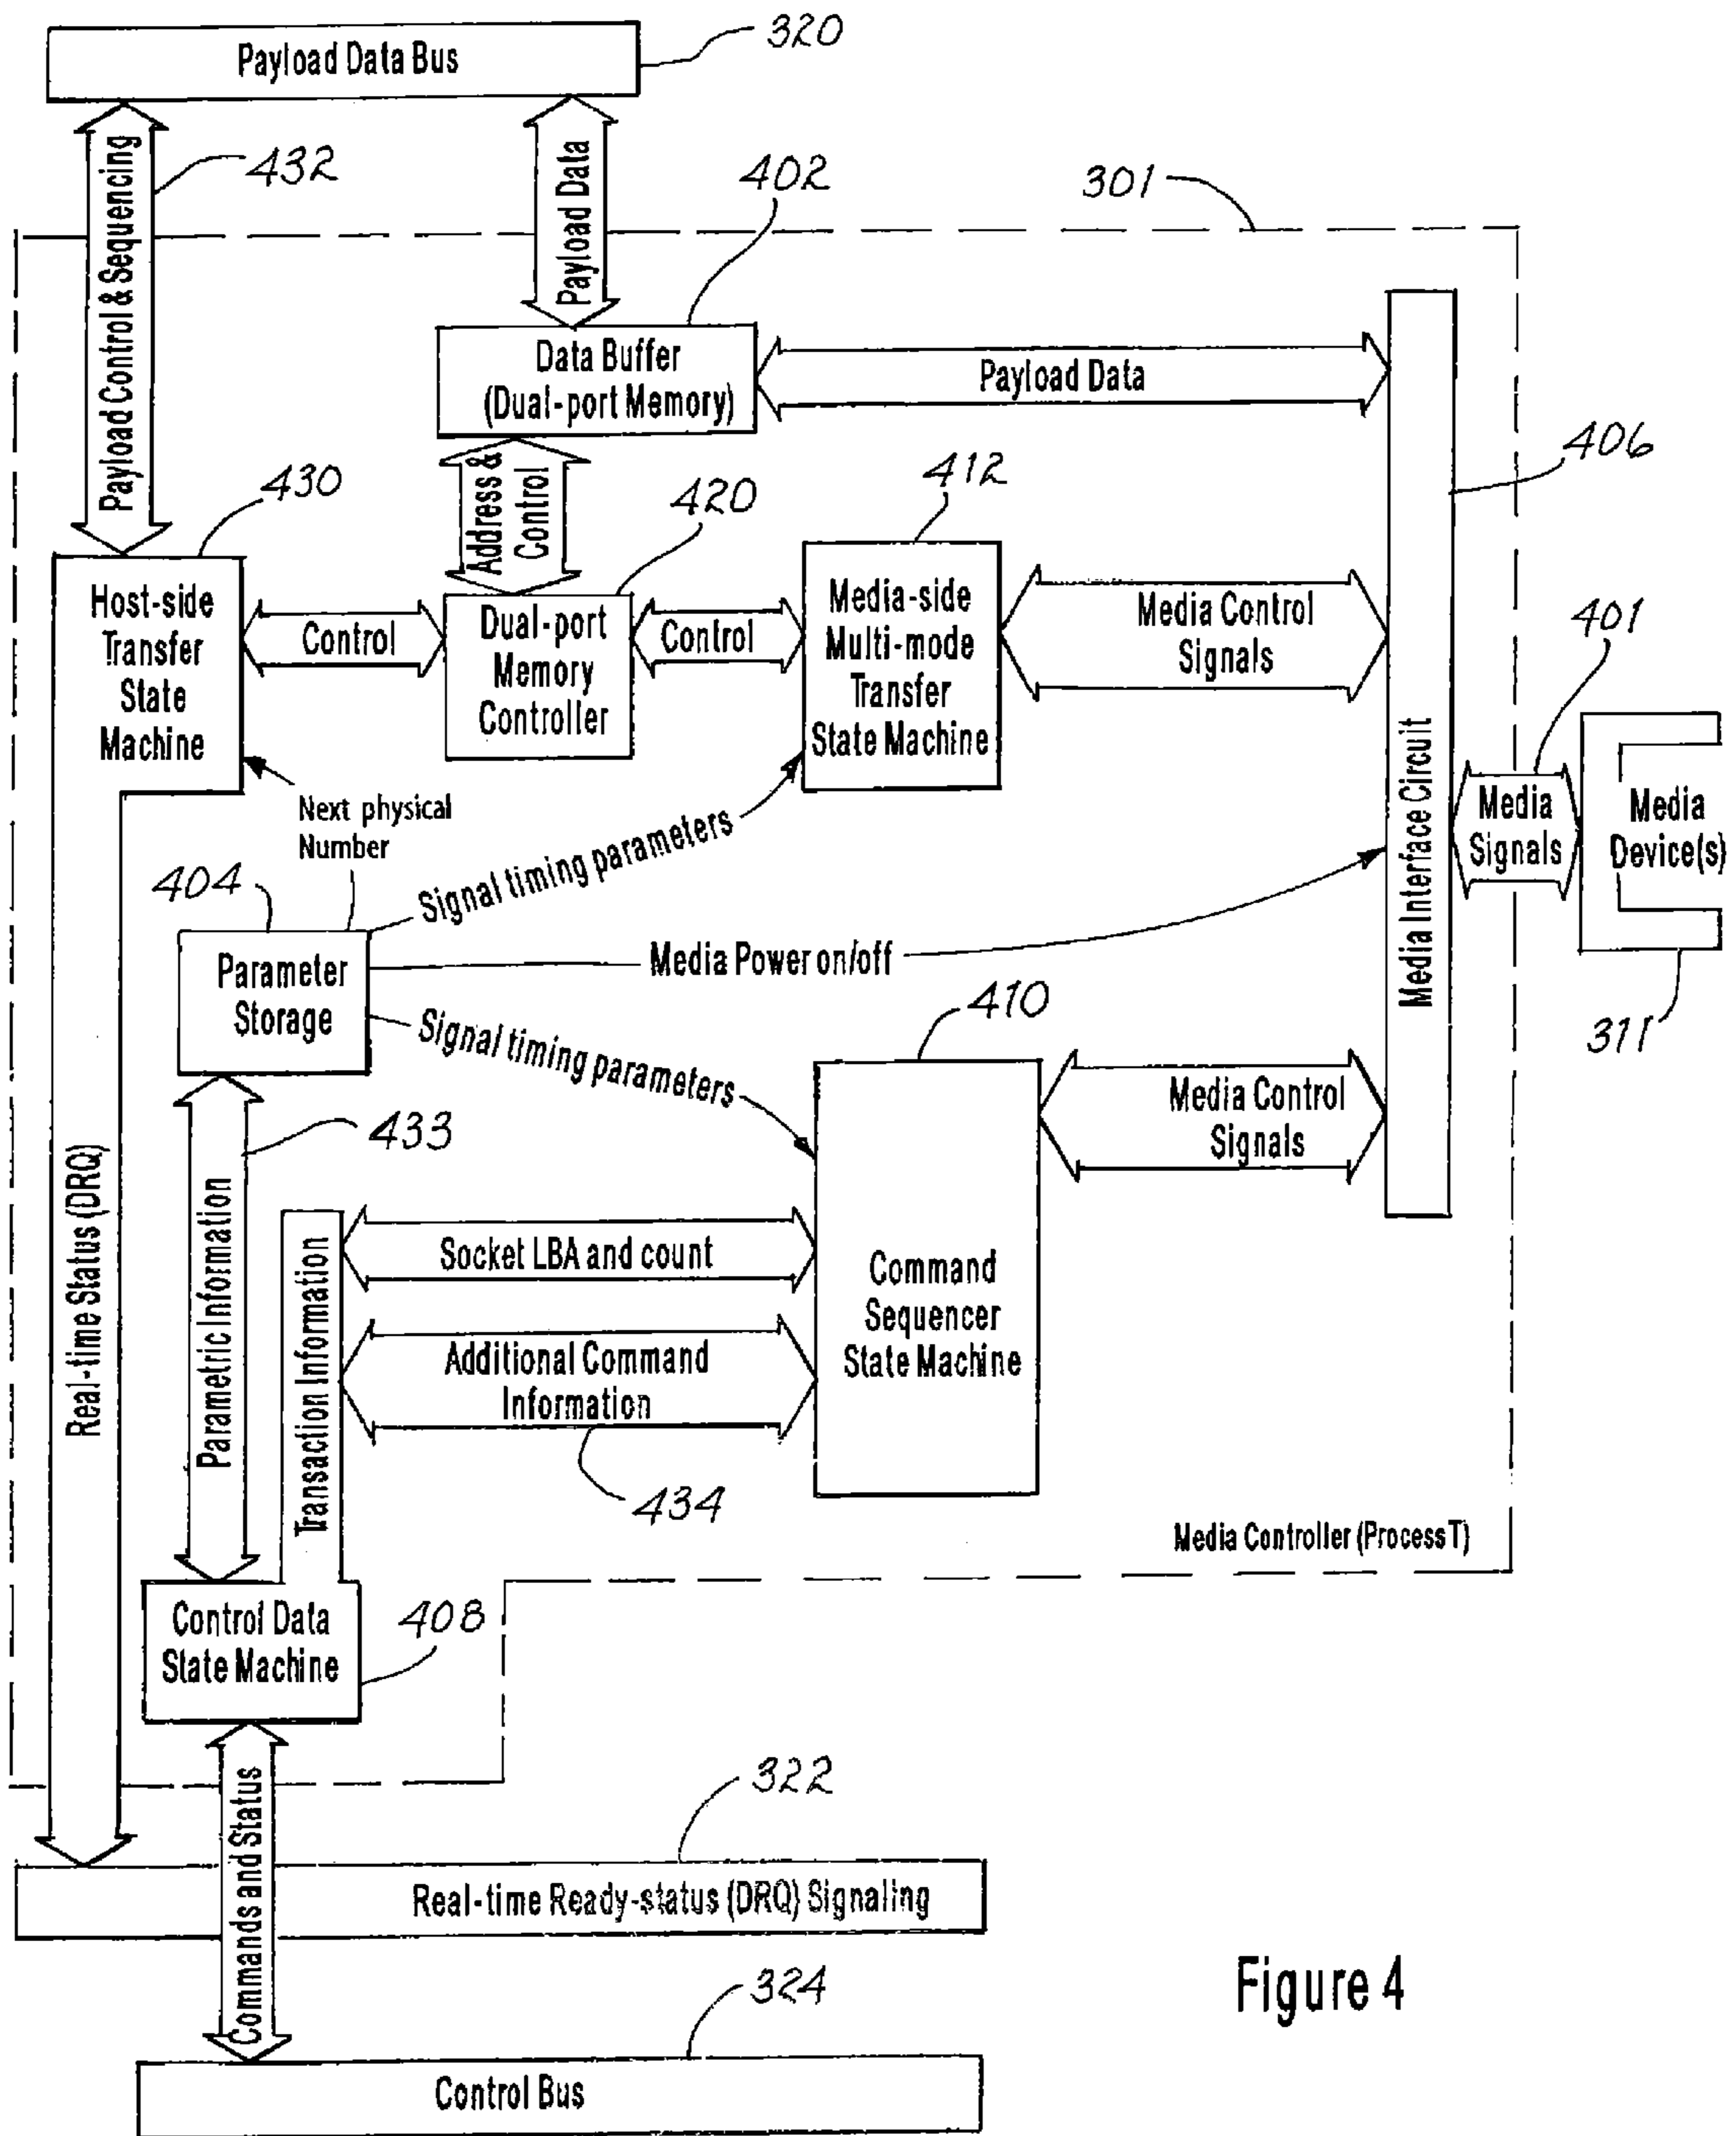 320
Payload Data Bus
Payload Control & Sequencing
432
Payload Data
402
301
Data Buffer
(Dual-port Memory)
Payload Data
406
430
Address &
Control
420
412
Host-side
Transfer
State
Machine
Control
Dual-port
Memory
Controller
Control
Media-side
Multi-mode
Transfer
State Machine
Media Control
Signals
401
Media Interface Circuit
Media
Signals
Media
Device(s)
311
Next physical
Number
Signal timing parameters
404
Parameter
Storage
Media Power on/off
Signal timing parameters
410
Media Control
Signals
433
Real-time Status (DRQ)
Parametric Information
Transaction Information
Socket LBA and count
Command
Sequencer
State Machine
Additional Command
Information
434
Media Controller (ProcessT)
Control Data
State Machine
408
322
Commands and Status
Real-time Ready-status (DRQ) Signaling
324
Control Bus
Figure 4